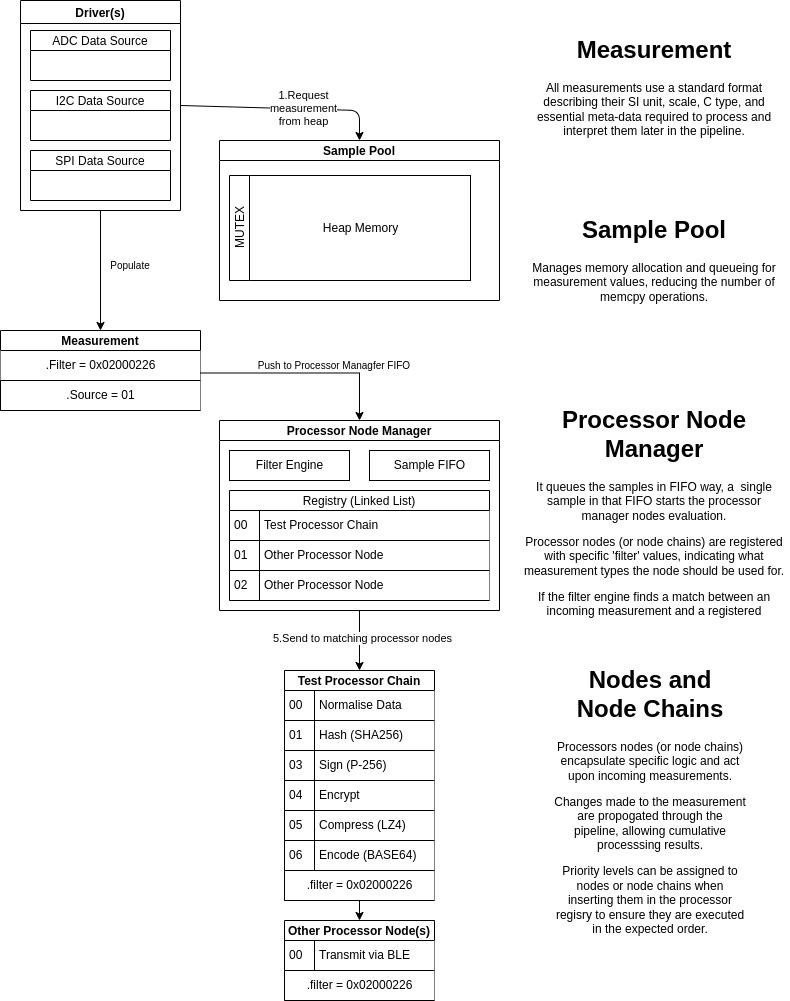 Driver(s)
ADC Data Source
I2C Data Source
SPI Data Source
1.Request
measurement
from heap
Sample Pool
MUTEX
Heap Memory
Populate
Measurement
.Filter = 0x02000226
.Source = 01
Push to Processor Managfer FIFO
Processor Node Manager
Filter Engine
Sample FIFO
Registry (Linked List)
00 Test Processor Chain
01 Other Processor Node
02 Other Processor Node
5.Send to matching processor nodes
Test Processor Chain
00 Normalise Data
01 Hash (SHA256)
03 Sign (P-256)
04 Encrypt
05 Compress (LZ4)
06 Encode (BASE64)
.filter = 0x02000226
Other Processor Node(s)
00 Transmit via BLE
.filter = 0x02000226
Measurement
All measurements use a standard format
describing their SI unit, scale, C type, and
essential meta-data required to process and
interpret them later in the pipeline.
Sample Pool
Manages memory allocation and queueing for
measurement values, reducing the number of
memcpy operations.
Processor Node
Manager
It queues the samples in FIFO way, a  single
sample in that FIFO starts the processor
manager nodes evaluation.
Processor nodes (or node chains) are registered
with specific 'filter' values, indicating what
measurement types the node should be used for.
If the filter engine finds a match between an
incoming measurement and a registered
Nodes and
Node Chains
Processors nodes (or node chains)
encapsulate specific logic and act
upon incoming measurements.
Changes made to the measurement
are propogated through the
pipeline, allowing cumulative
processsing results.
Priority levels can be assigned to
nodes or node chains when
inserting them in the processor
regisry to ensure they are executed
in the expected order.